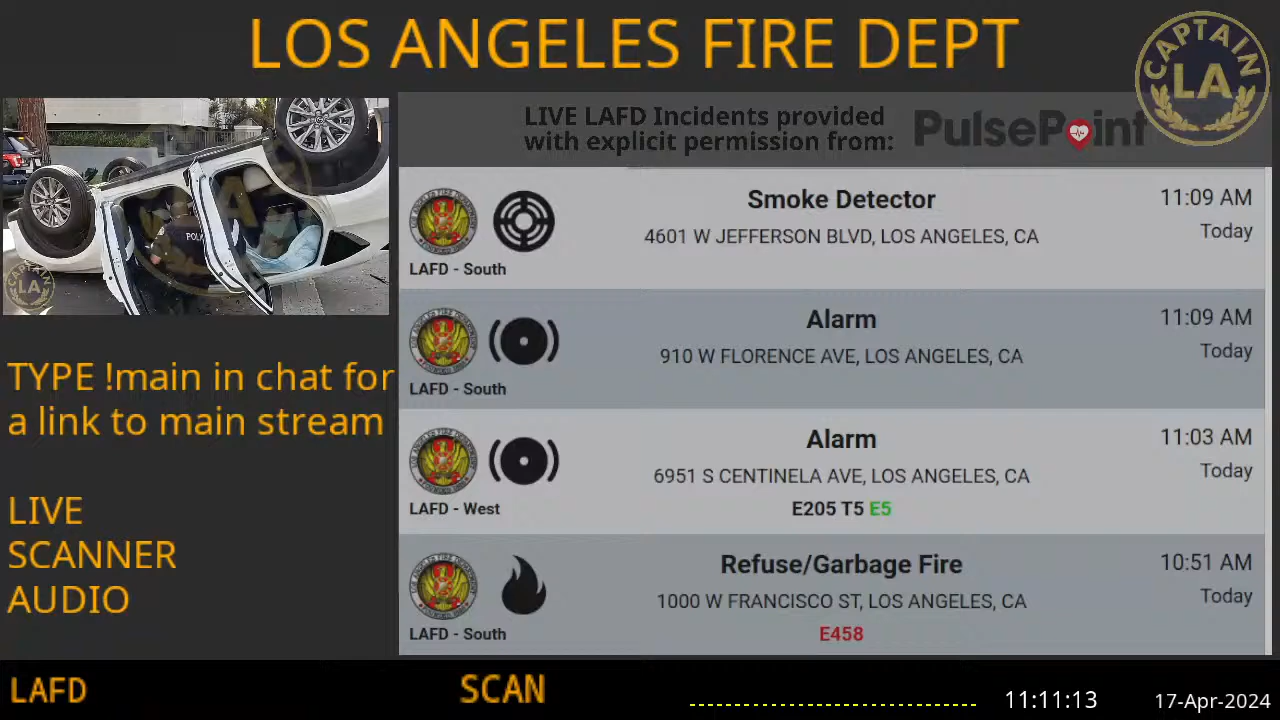 LOS ANGELES FIRE DEPT
CAPTAIN
LA
LIVE LAFD Incidents provided
with explicit permission from:
PulsePoint
POLI
CAPTAIN
LA
Smoke Detector
4601 W JEFFERSON BLVD, LOS ANGELES, CA
11:09 AM
Today
LAFD - South
Alarm
910 W FLORENCE AVE, LOS ANGELES, CA
11:09 AM
Today
LAFD - South
Alarm
6951 S CENTINELA AVE, LOS ANGELES, CA
E205 T5 E5
11:03 AM
Today
LAFD - West
Refuse/Garbage Fire
1000 W FRANCISCO ST, LOS ANGELES, CA
E458
10:51 AM
Today
LAFD - South
TYPE !main in chat for
a link to main stream
LIVE
SCANNER
AUDIO
LAFD
SCAN
11:11:13
17-Apr-2024